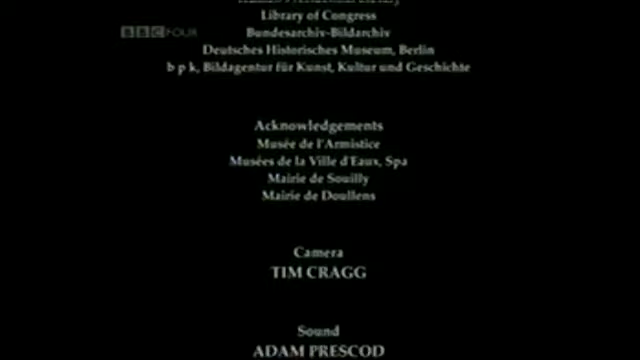 Library of Congress
BBC FOUR
Bundesarchiv-Bildarchiv
Deutsches Historisches Museum, Berlin
b p k, Bildagentur für Kunst, Kultur und Geschichte
Acknowledgements
Musée de l'Armistice
Musées de la Ville d'Eaux, Spa
Mairie de Souilly
Mairie de Doullens
Camera
TIM CRAGG
Sound
ADAM PRESCOD